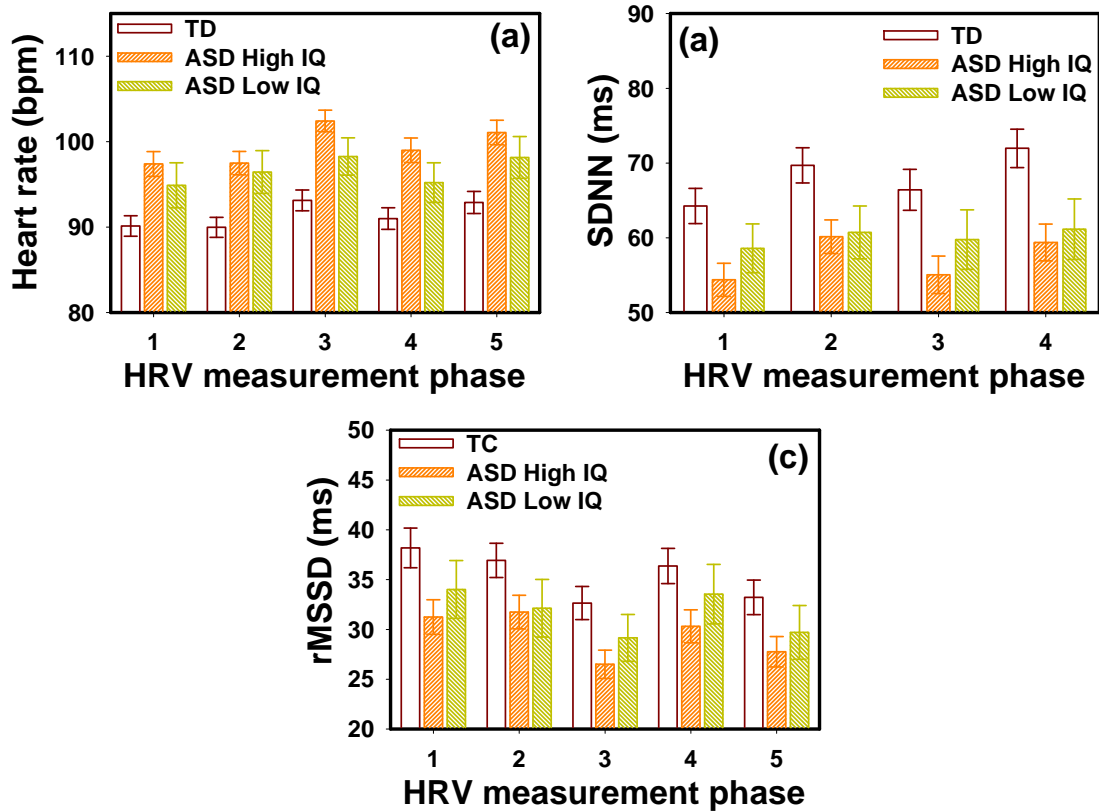 (a)
TD
ASD High IQ
ASD Low IQ
Heart rate (bpm)
110
100
90
80
1 2 3 4 5
HRV measurement phase
(a)
TD
ASD High IQ
ASD Low IQ
SDNN (ms)
90
80
70
60
50
1 2 3 4
HRV measurement phase
(c)
TC
ASD High IQ
ASD Low IQ
rMSSD (ms)
50
45
40
35
30
25
20
1 2 3 4 5
HRV measurement phase